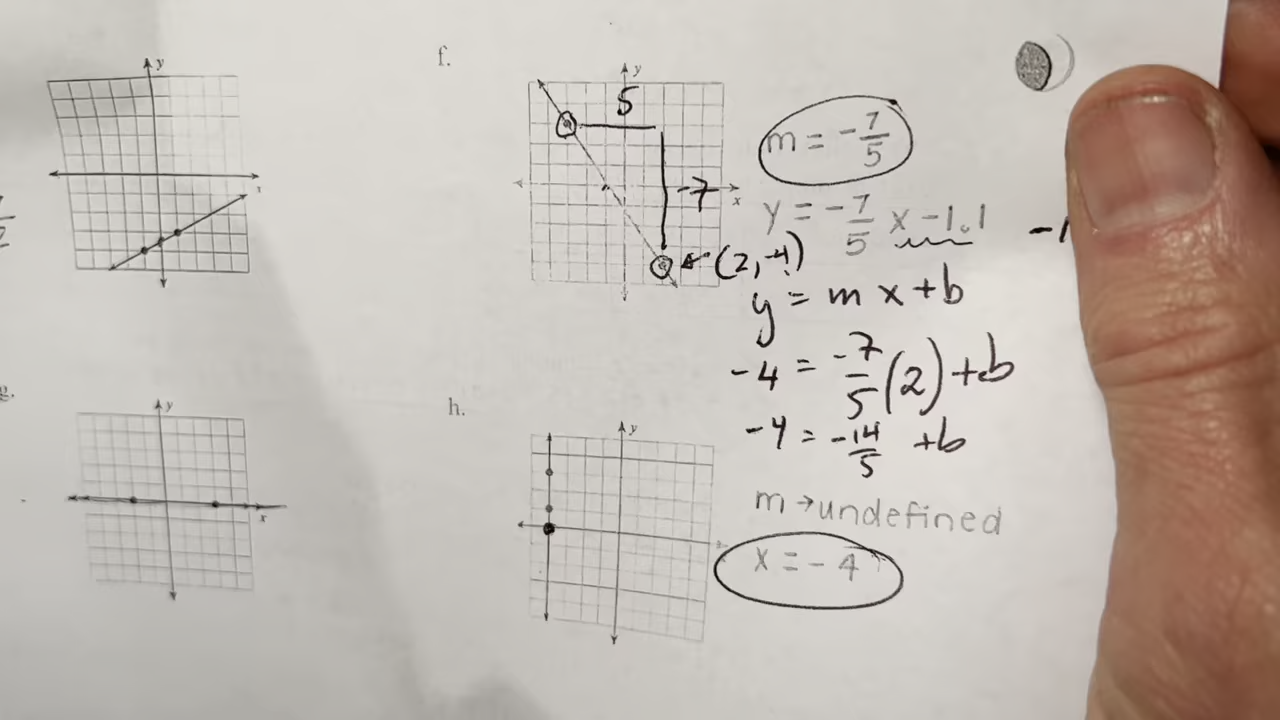 f.
y
y
5
m = -7/5
x
-7
x
y = -7/5 x -1.1
(2, -4)
y = mx + b
-4 = -7/5 (2) + b
-4 = -14/5 + b
g.
h.
y
y
m → undefined
x
x = -4